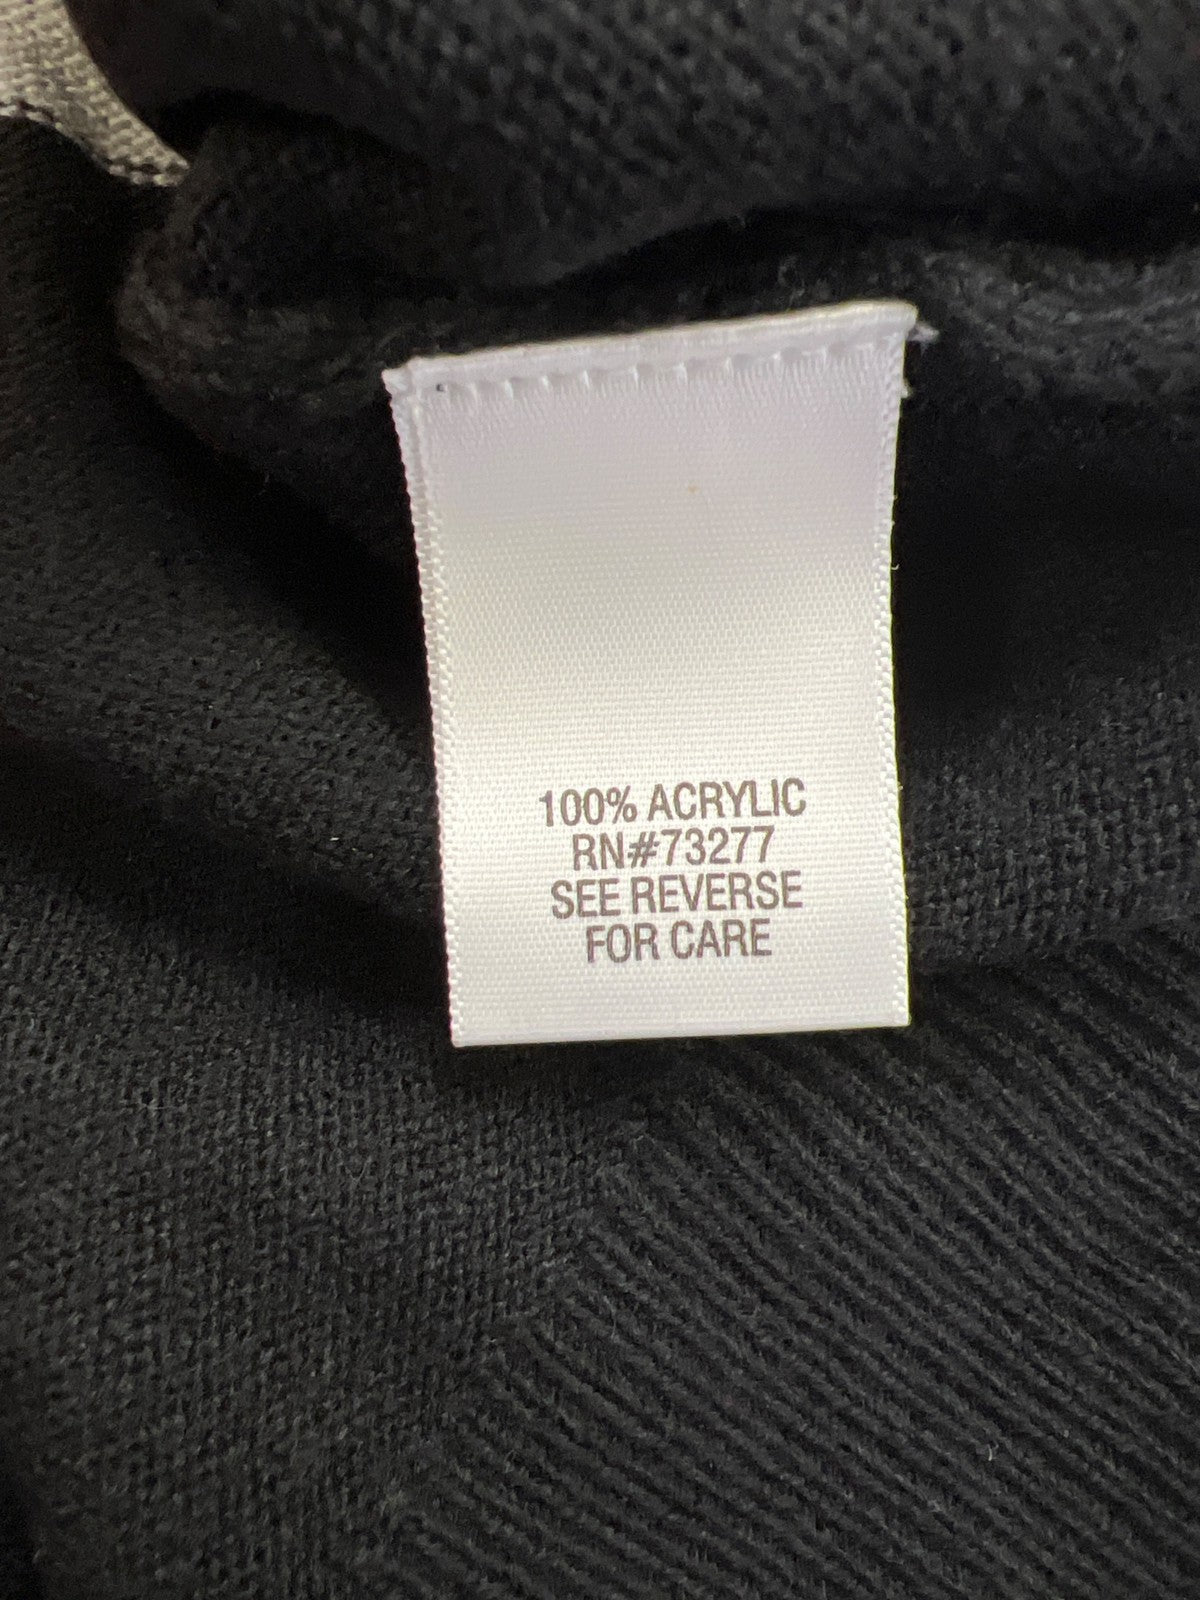 100% ACRYLIC
RN#73277
SEE REVERSE
FOR CARE